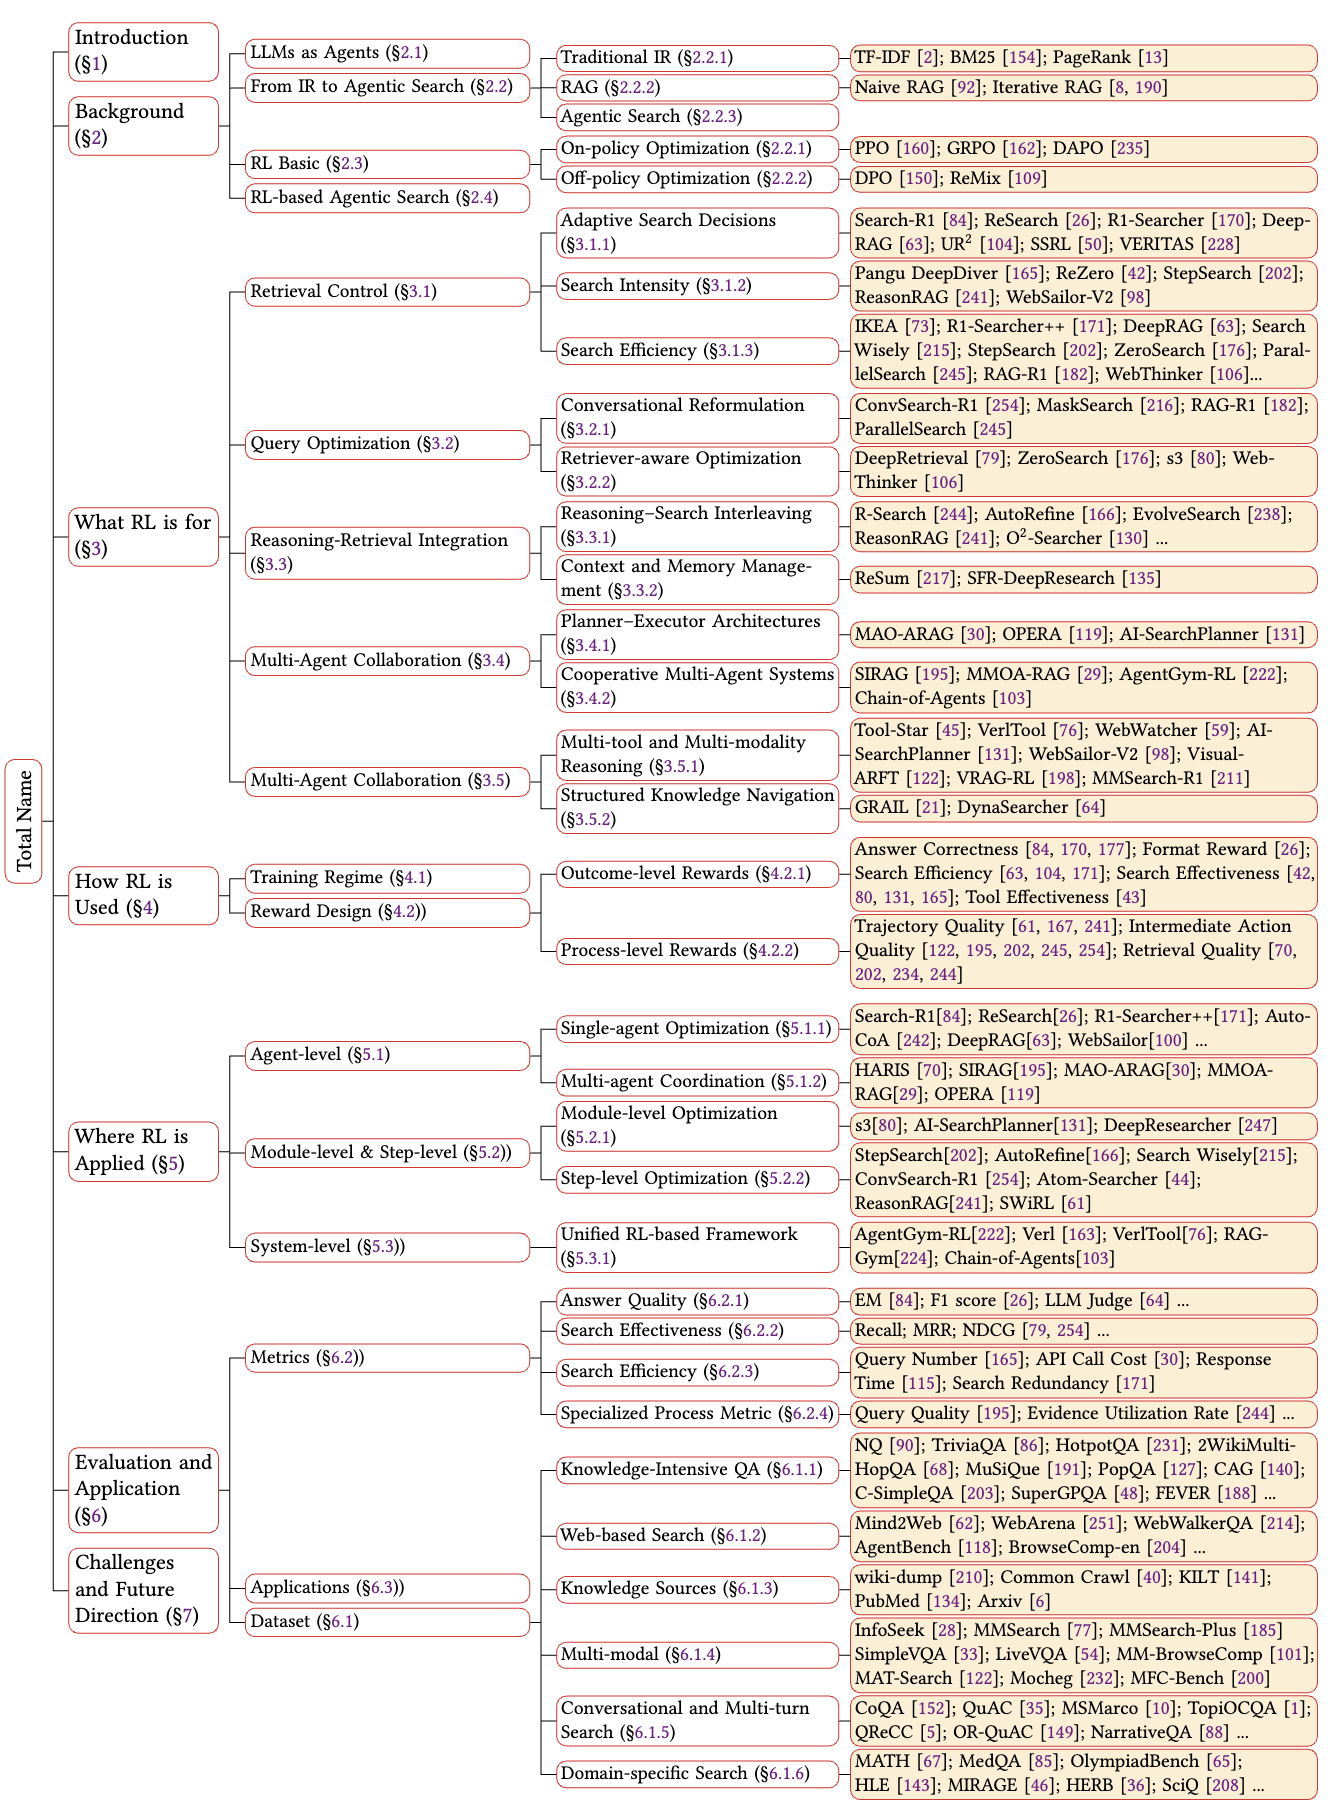 Total Name
Introduction
(§1)
Background
(§2)
LLMs as Agents (§2.1)
From IR to Agentic Search (§2.2)
Traditional IR (§2.2.1)
TF-IDF [2]; BM25 [154]; PageRank [13]
RAG (§2.2.2)
Naive RAG [92]; Iterative RAG [8, 190]
Agentic Search (§2.2.3)
RL Basic (§2.3)
On-policy Optimization (§2.2.1)
PPO [160]; GRPO [162]; DAPO [235]
Off-policy Optimization (§2.2.2)
DPO [150]; ReMix [109]
RL-based Agentic Search (§2.4)
What RL is for
(§3)
Retrieval Control (§3.1)
Adaptive Search Decisions
(§3.1.1)
Search-R1 [84]; ReSearch [26]; R1-Searcher [170]; Deep-
RAG [63]; UR² [104]; SSRL [50]; VERITAS [228]
Search Intensity (§3.1.2)
Pangu DeepDiver [165]; ReZero [42]; StepSearch [202];
ReasonRAG [241]; WebSailor-V2 [98]
Search Efficiency (§3.1.3)
IKEA [73]; R1-Searcher++ [171]; DeepRAG [63]; Search
Wisely [215]; StepSearch [202]; ZeroSearch [176]; Paral-
lelSearch [245]; RAG-R1 [182]; WebThinker [106]...
Query Optimization (§3.2)
Conversational Reformulation
(§3.2.1)
ConvSearch-R1 [254]; MaskSearch [216]; RAG-R1 [182];
ParallelSearch [245]
Retriever-aware Optimization
(§3.2.2)
DeepRetrieval [79]; ZeroSearch [176]; s3 [80]; Web-
Thinker [106]
Reasoning-Retrieval Integration
(§3.3)
Reasoning–Search Interleaving
(§3.3.1)
R-Search [244]; AutoRefine [166]; EvolveSearch [238];
ReasonRAG [241]; O²-Searcher [130] ...
Context and Memory Manage-
ment (§3.3.2)
ReSum [217]; SFR-DeepResearch [135]
Multi-Agent Collaboration (§3.4)
Planner–Executor Architectures
(§3.4.1)
MAO-ARAG [30]; OPERA [119]; AI-SearchPlanner [131]
Cooperative Multi-Agent Systems
(§3.4.2)
SIRAG [195]; MMOA-RAG [29]; AgentGym-RL [222];
Chain-of-Agents [103]
Multi-Agent Collaboration (§3.5)
Multi-tool and Multi-modality
Reasoning (§3.5.1)
Tool-Star [45]; VerlTool [76]; WebWatcher [59]; AI-
SearchPlanner [131]; WebSailor-V2 [98]; Visual-
ARFT [122]; VRAG-RL [198]; MMSearch-R1 [211]
Structured Knowledge Navigation
(§3.5.2)
GRAIL [21]; DynaSearcher [64]
How RL is
Used (§4)
Training Regime (§4.1)
Reward Design (§4.2))
Outcome-level Rewards (§4.2.1)
Answer Correctness [84, 170, 177]; Format Reward [26];
Search Efficiency [63, 104, 171]; Search Effectiveness [42,
80, 131, 165]; Tool Effectiveness [43]
Process-level Rewards (§4.2.2)
Trajectory Quality [61, 167, 241]; Intermediate Action
Quality [122, 195, 202, 245, 254]; Retrieval Quality [70,
202, 234, 244]
Where RL is
Applied (§5)
Agent-level (§5.1)
Single-agent Optimization (§5.1.1)
Search-R1[84]; ReSearch[26]; R1-Searcher++[171]; Auto-
CoA [242]; DeepRAG[63]; WebSailor[100] ...
Multi-agent Coordination (§5.1.2)
HARIS [70]; SIRAG[195]; MAO-ARAG[30]; MMOA-
RAG[29]; OPERA [119]
Module-level & Step-level (§5.2))
Module-level Optimization
(§5.2.1)
s3[80]; AI-SearchPlanner[131]; DeepResearcher [247]
Step-level Optimization (§5.2.2)
StepSearch[202]; AutoRefine[166]; Search Wisely[215];
ConvSearch-R1 [254]; Atom-Searcher [44];
ReasonRAG[241]; SWiRL [61]
System-level (§5.3))
Unified RL-based Framework
(§5.3.1)
AgentGym-RL[222]; Verl [163]; VerlTool[76]; RAG-
Gym[224]; Chain-of-Agents[103]
Evaluation and
Application
(§6)
Metrics (§6.2))
Answer Quality (§6.2.1)
EM [84]; F1 score [26]; LLM Judge [64] ...
Search Effectiveness (§6.2.2)
Recall; MRR; NDCG [79, 254] ...
Search Efficiency (§6.2.3)
Query Number [165]; API Call Cost [30]; Response
Time [115]; Search Redundancy [171]
Specialized Process Metric (§6.2.4)
Query Quality [195]; Evidence Utilization Rate [244] ...
Applications (§6.3))
Dataset (§6.1)
Knowledge-Intensive QA (§6.1.1)
NQ [90]; TriviaQA [86]; HotpotQA [231]; 2WikiMulti-
HopQA [68]; MuSiQue [191]; PopQA [127]; CAG [140];
C-SimpleQA [203]; SuperGPQA [48]; FEVER [188] ...
Web-based Search (§6.1.2)
Mind2Web [62]; WebArena [251]; WebWalkerQA [214];
AgentBench [118]; BrowseComp-en [204] ...
Knowledge Sources (§6.1.3)
wiki-dump [210]; Common Crawl [40]; KILT [141];
PubMed [134]; Arxiv [6]
Multi-modal (§6.1.4)
InfoSeek [28]; MMSearch [77]; MMSearch-Plus [185]
SimpleVQA [33]; LiveVQA [54]; MM-BrowseComp [101];
MAT-Search [122]; Mocheg [232]; MFC-Bench [200]
Conversational and Multi-turn
Search (§6.1.5)
CoQA [152]; QuAC [35]; MSMarco [10]; TopiOCQA [1];
QReCC [5]; OR-QuAC [149]; NarrativeQA [88] ...
Domain-specific Search (§6.1.6)
MATH [67]; MedQA [85]; OlympiadBench [65];
HLE [143]; MIRAGE [46]; HERB [36]; SciQ [208] ...
Challenges
and Future
Direction (§7)